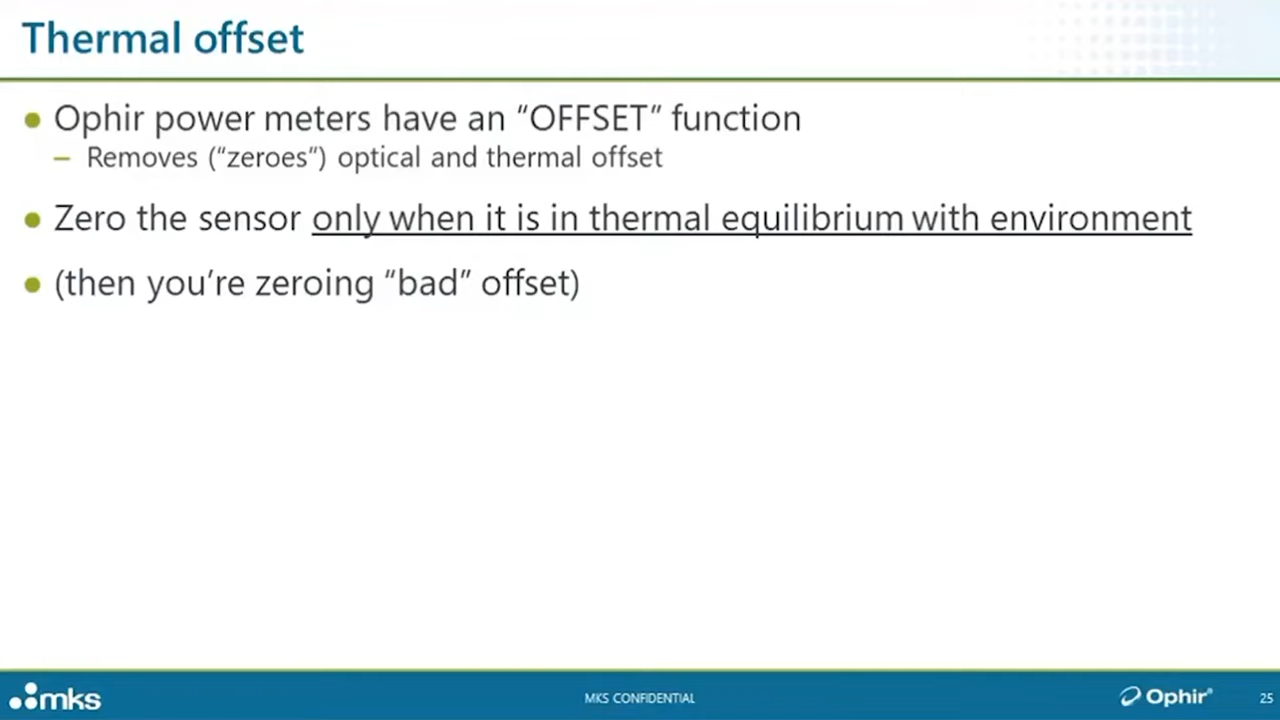 Thermal offset
● Ophir power meters have an “OFFSET” function
– Removes (“zeroes”) optical and thermal offset
● Zero the sensor only when it is in thermal equilibrium with environment
● (then you’re zeroing “bad” offset)
mks
MKS CONFIDENTIAL
Ophir®
25